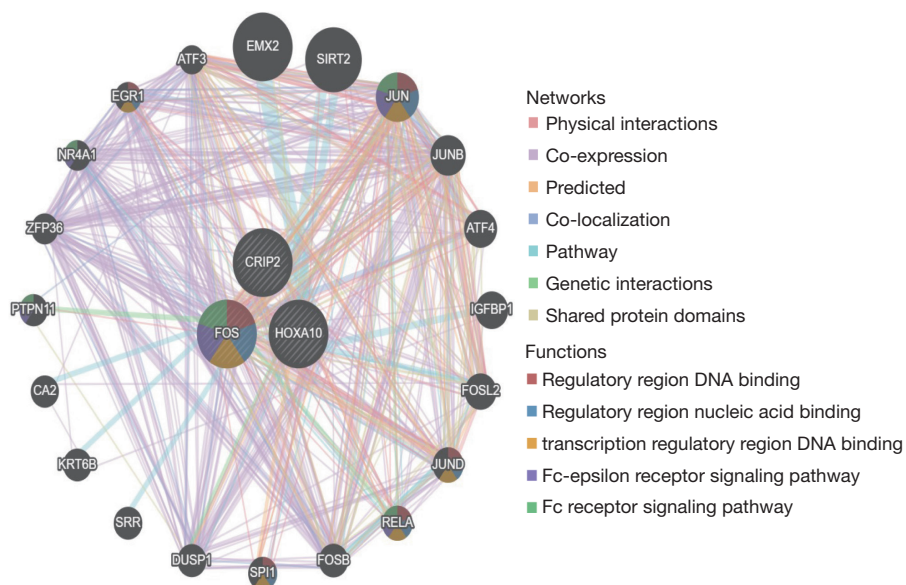 EMX2
SIRT2
ATF3
JUN
EGR1
NR4A1
JUNB
ZFP36
ATF4
CRIP2
PTPN11
IGFBP1
FOS
HOXA10
CA2
FOSL2
KRT6B
JUND
SRR
RELA
DUSP1
FOSB
SPI1
Networks
Physical interactions
Co-expression
Predicted
Co-localization
Pathway
Genetic interactions
Shared protein domains
Functions
Regulatory region DNA binding
Regulatory region nucleic acid binding
transcription regulatory region DNA binding
Fc-epsilon receptor signaling pathway
Fc receptor signaling pathway